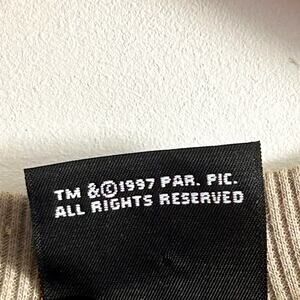 TM &©1997 PAR. PIC.
ALL RIGHTS RESERVED